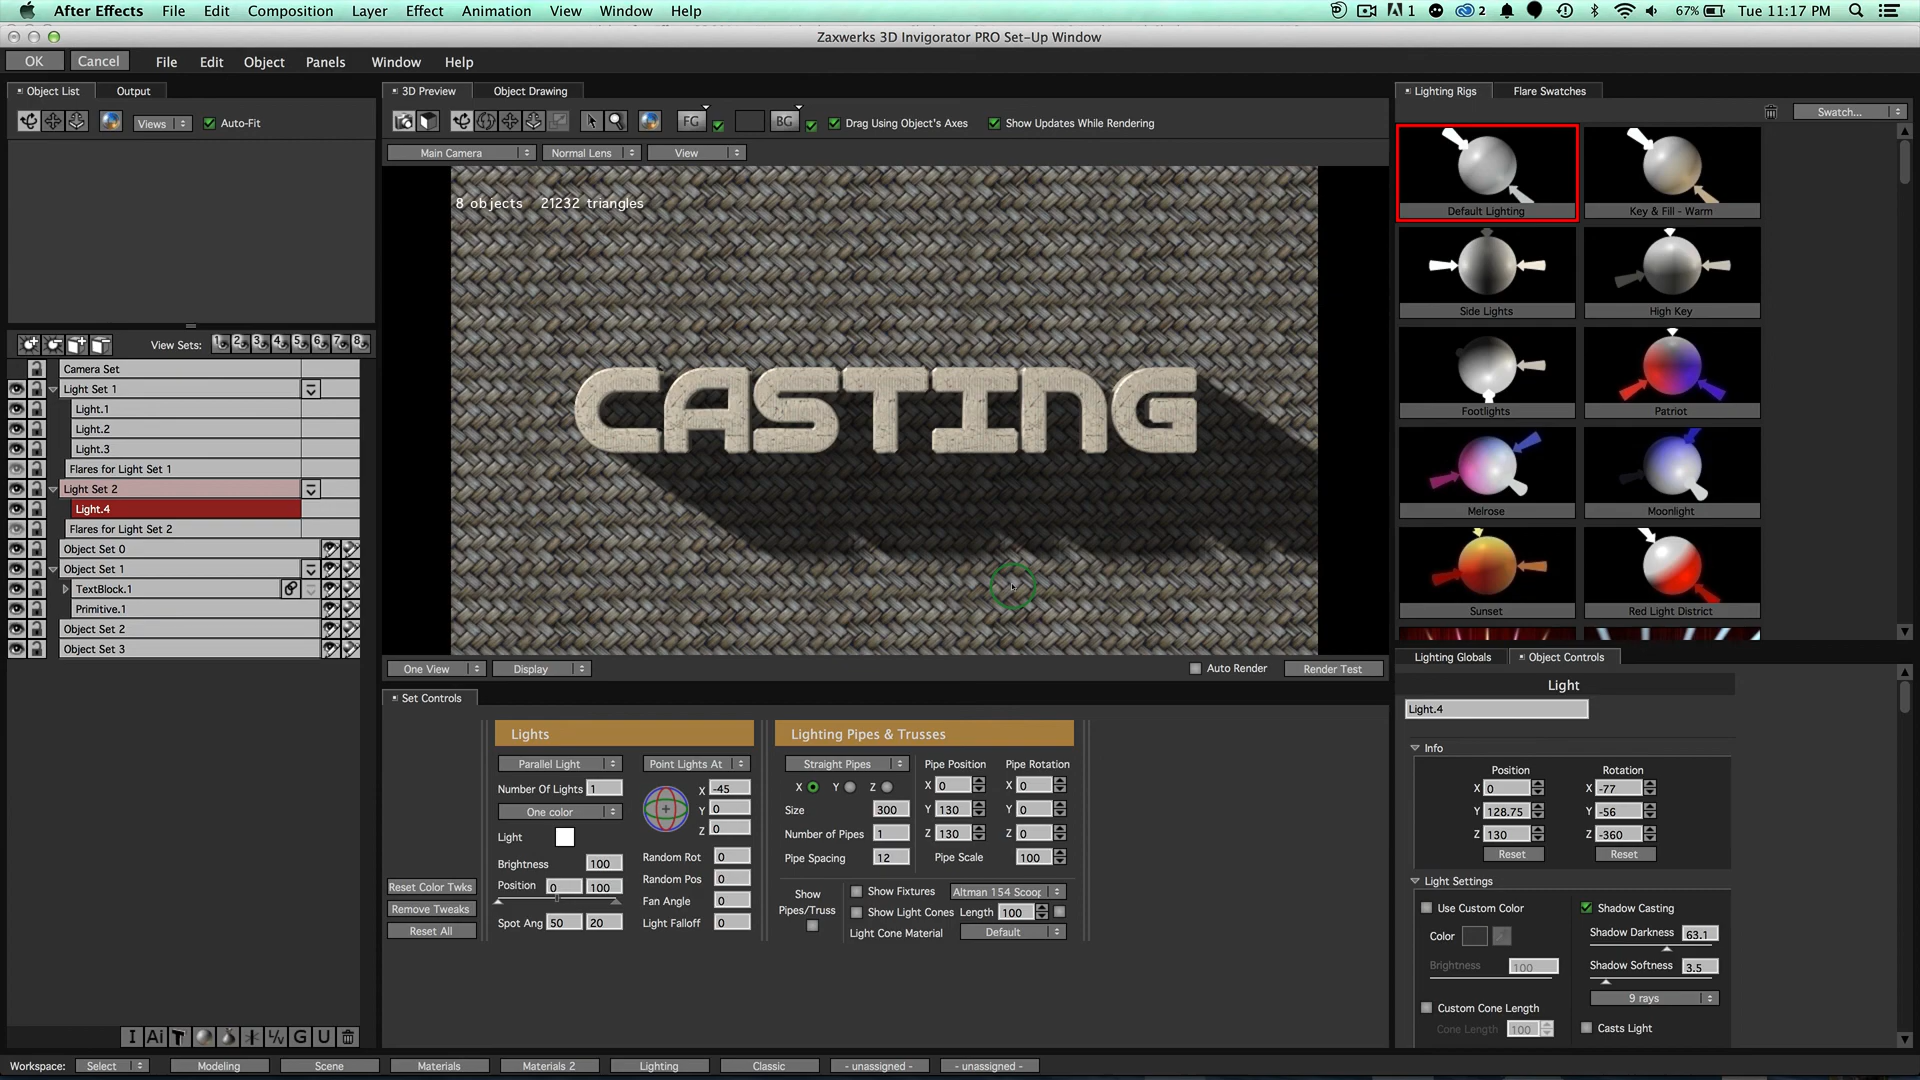 After Effects File Edit Composition Layer Effect Animation View Window Help 1 2 67% Tue 11:17 PM
Zaxwerks 3D Invigorator PRO Set-Up Window
OK Cancel File Edit Object Panels Window Help
Object List Output
3D Preview Object Drawing
Lighting Rigs Flare Swatches
Views Auto-Fit
FG BG Drag Using Object's Axes Show Updates While Rendering
Swatch...
Main Camera Normal Lens View
8 objects 21232 triangles
CASTING
Default Lighting Key & Fill - Warm
Side Lights High Key
Footlights Patriot
Melrose Moonlight
Sunset Red Light District
View Sets: 1 2 3 4 5 6 7 8
Camera Set
Light Set 1
Light.1
Light.2
Light.3
Flares for Light Set 1
Light Set 2
Light.4
Flares for Light Set 2
Object Set 0
Object Set 1
TextBlock.1
Primitive.1
Object Set 2
Object Set 3
One View Display Auto Render Render Test
Set Controls
Lights
Parallel Light Point Lights At
Number Of Lights 1 X -45
One color Y 0
Light Z 0
Brightness 100 Random Rot 0
Position 0 100 Random Pos 0
Fan Angle 0
Spot Ang 50 20 Light Falloff 0
Reset Color Twks
Remove Tweaks
Reset All
Lighting Pipes & Trusses
Straight Pipes Pipe Position Pipe Rotation
X Y Z X 0 X 0
Size 300 Y 130 Y 0
Number of Pipes 1 Z 130 Z 0
Pipe Spacing 12 Pipe Scale 100
Show Pipes/Truss
Show Fixtures Altman 154 Scoop
Show Light Cones Length 100
Light Cone Material Default
Lighting Globals Object Controls
Light
Light.4
Info
Position Rotation
X 0 X -77
Y 128.75 Y -56
Z 130 Z -360
Reset Reset
Light Settings
Use Custom Color Shadow Casting
Color Shadow Darkness 63.1
Brightness 100 Shadow Softness 3.5
9 rays
Custom Cone Length
Cone Length 100 Casts Light
I Ai T G U
Workspace: Select Modeling Scene Materials Materials 2 Lighting Classic - unassigned - - unassigned -